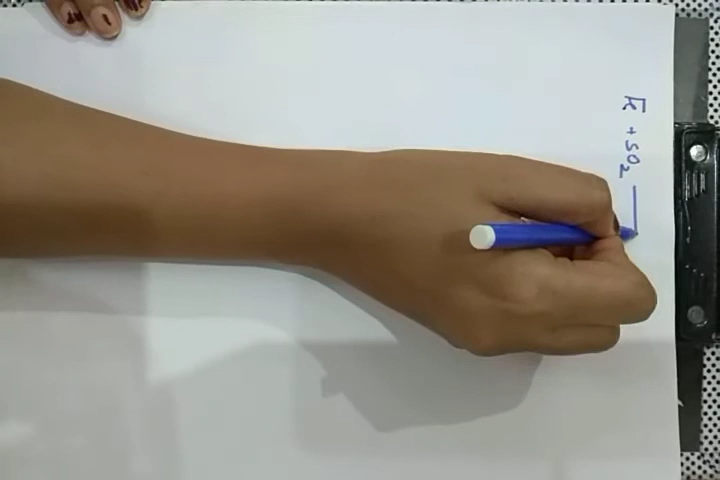 K + SO₂ —